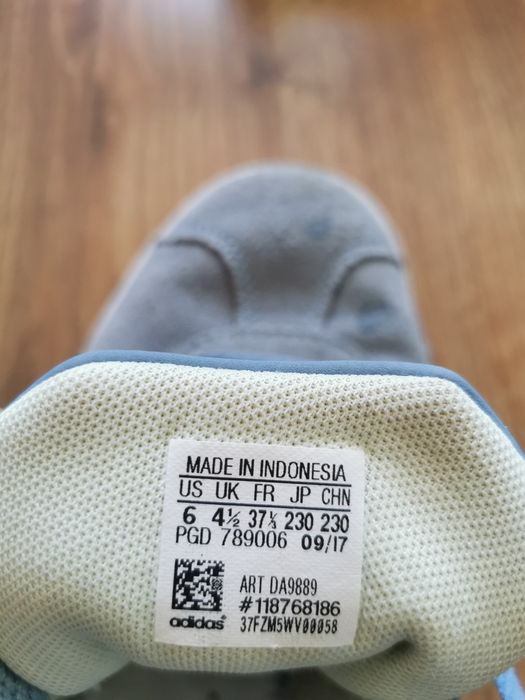 MADE IN INDONESIA
US UK FR JP CHN
6 4½ 37⅓ 230 230
PGD 789006 09/17
ART DA9889
#118768186
adidas® 37FZM5WV00058